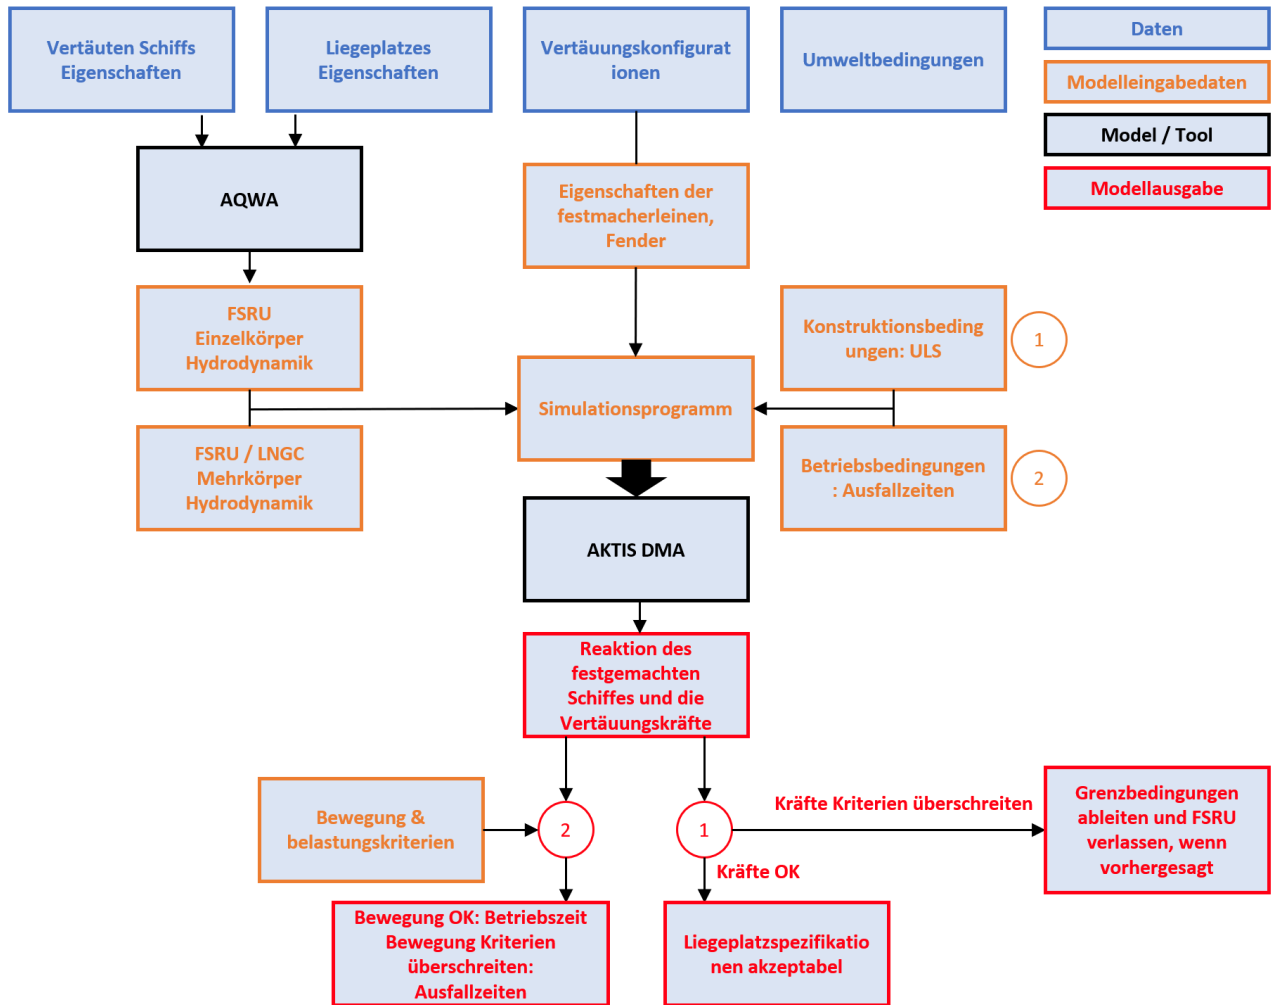 Vertäuten Schiffs
Eigenschaften
Liegeplatzes
Eigenschaften
Vertäuungskonfigurat
ionen
Umweltbedingungen
Daten
Modelleingabedaten
Model / Tool
Modellausgabe
AQWA
Eigenschaften der
festmacherleinen,
Fender
FSRU
Einzelkörper
Hydrodynamik
Konstruktionsbeding
ungen: ULS
1
Simulationsprogramm
FSRU / LNGC
Mehrkörper
Hydrodynamik
Betriebsbedingungen
: Ausfallzeiten
2
AKTIS DMA
Reaktion des
festgemachten
Schiffes und die
Vertäuungskräfte
Bewegung &
belastungskriterien
2
1
Kräfte Kriterien überschreiten
Grenzbedingungen
ableiten und FSRU
verlassen, wenn
vorhergesagt
Kräfte OK
Bewegung OK: Betriebszeit
Bewegung Kriterien
überschreiten:
Ausfallzeiten
Liegeplatzspezifikatio
nen akzeptabel